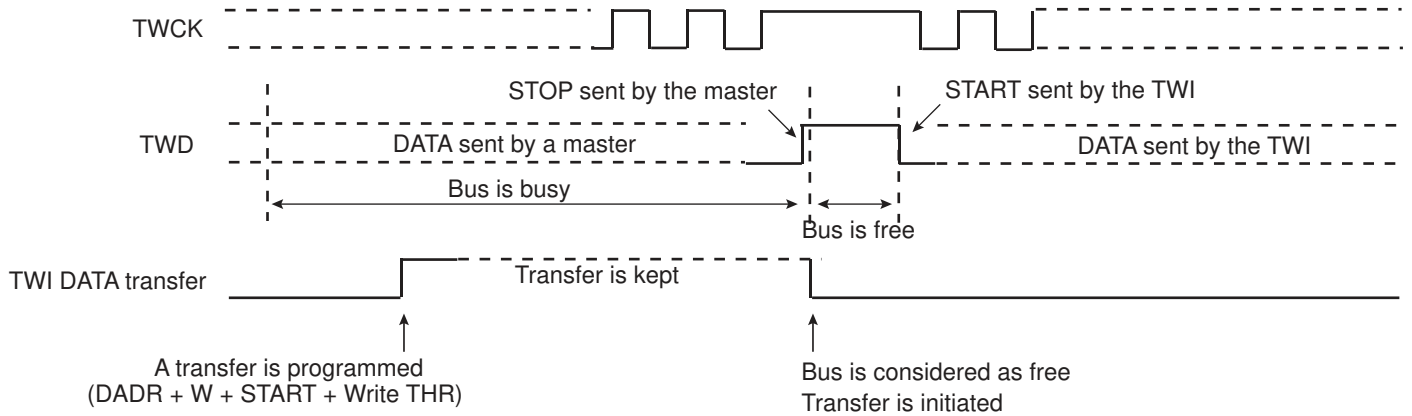 TWCK
STOP sent by the master
START sent by the TWI
TWD
DATA sent by a master
DATA sent by the TWI
Bus is busy
Bus is free
TWI DATA transfer
Transfer is kept
A transfer is programmed
(DADR + W + START + Write THR)
Bus is considered as free
Transfer is initiated